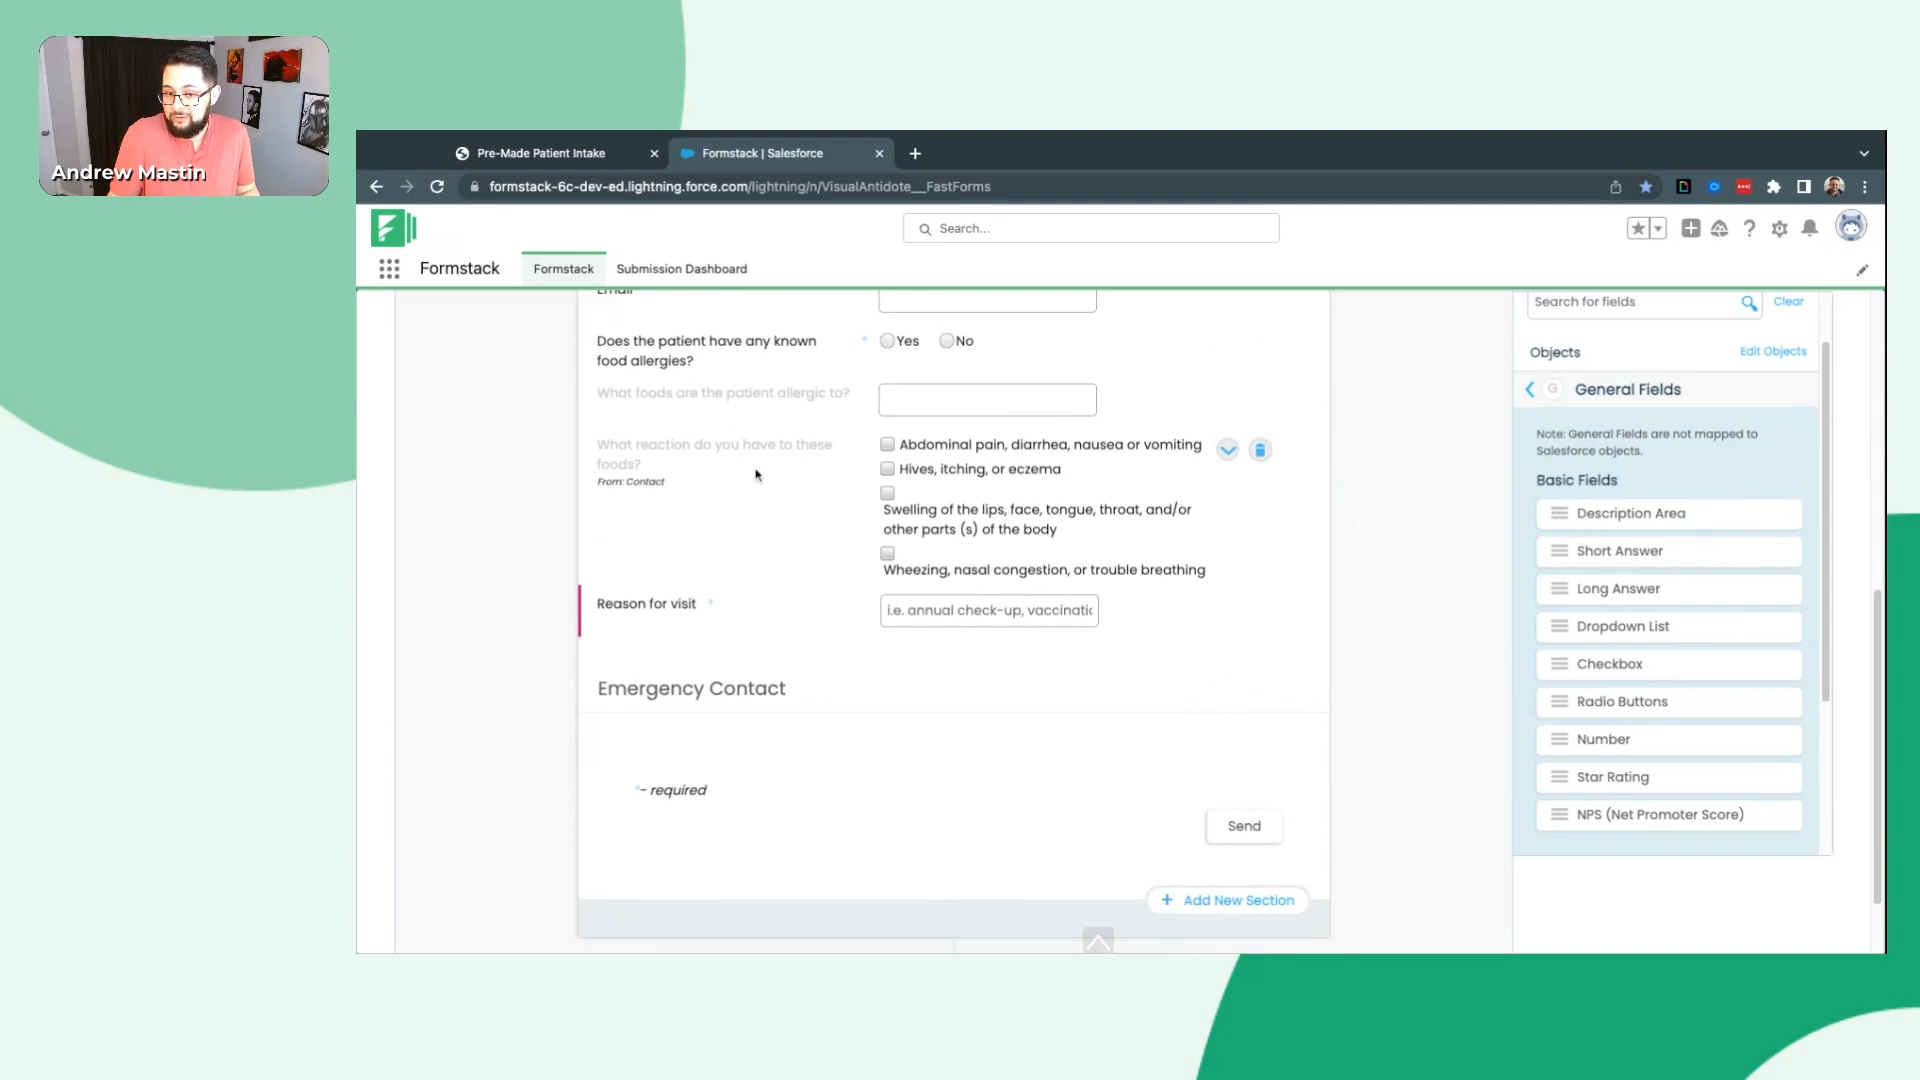 Andrew Mastin
Pre-Made Patient Intake
Formstack | Salesforce
formstack-6c-dev-ed.lightning.force.com/lightning/n/VisualAntidote__FastForms
Search...
Formstack
Formstack
Submission Dashboard
Email
Does the patient have any known
food allergies?
*
Yes
No
What foods are the patient allergic to?
What reaction do you have to these
foods?
From: Contact
Abdominal pain, diarrhea, nausea or vomiting
Hives, itching, or eczema
Swelling of the lips, face, tongue, throat, and/or
other parts (s) of the body
Wheezing, nasal congestion, or trouble breathing
Reason for visit *
i.e. annual check-up, vaccinatic
Emergency Contact
*- required
Send
+ Add New Section
Search for fields
Clear
Objects
Edit Objects
G
General Fields
Note: General Fields are not mapped to
Salesforce objects.
Basic Fields
Description Area
Short Answer
Long Answer
Dropdown List
Checkbox
Radio Buttons
Number
Star Rating
NPS (Net Promoter Score)